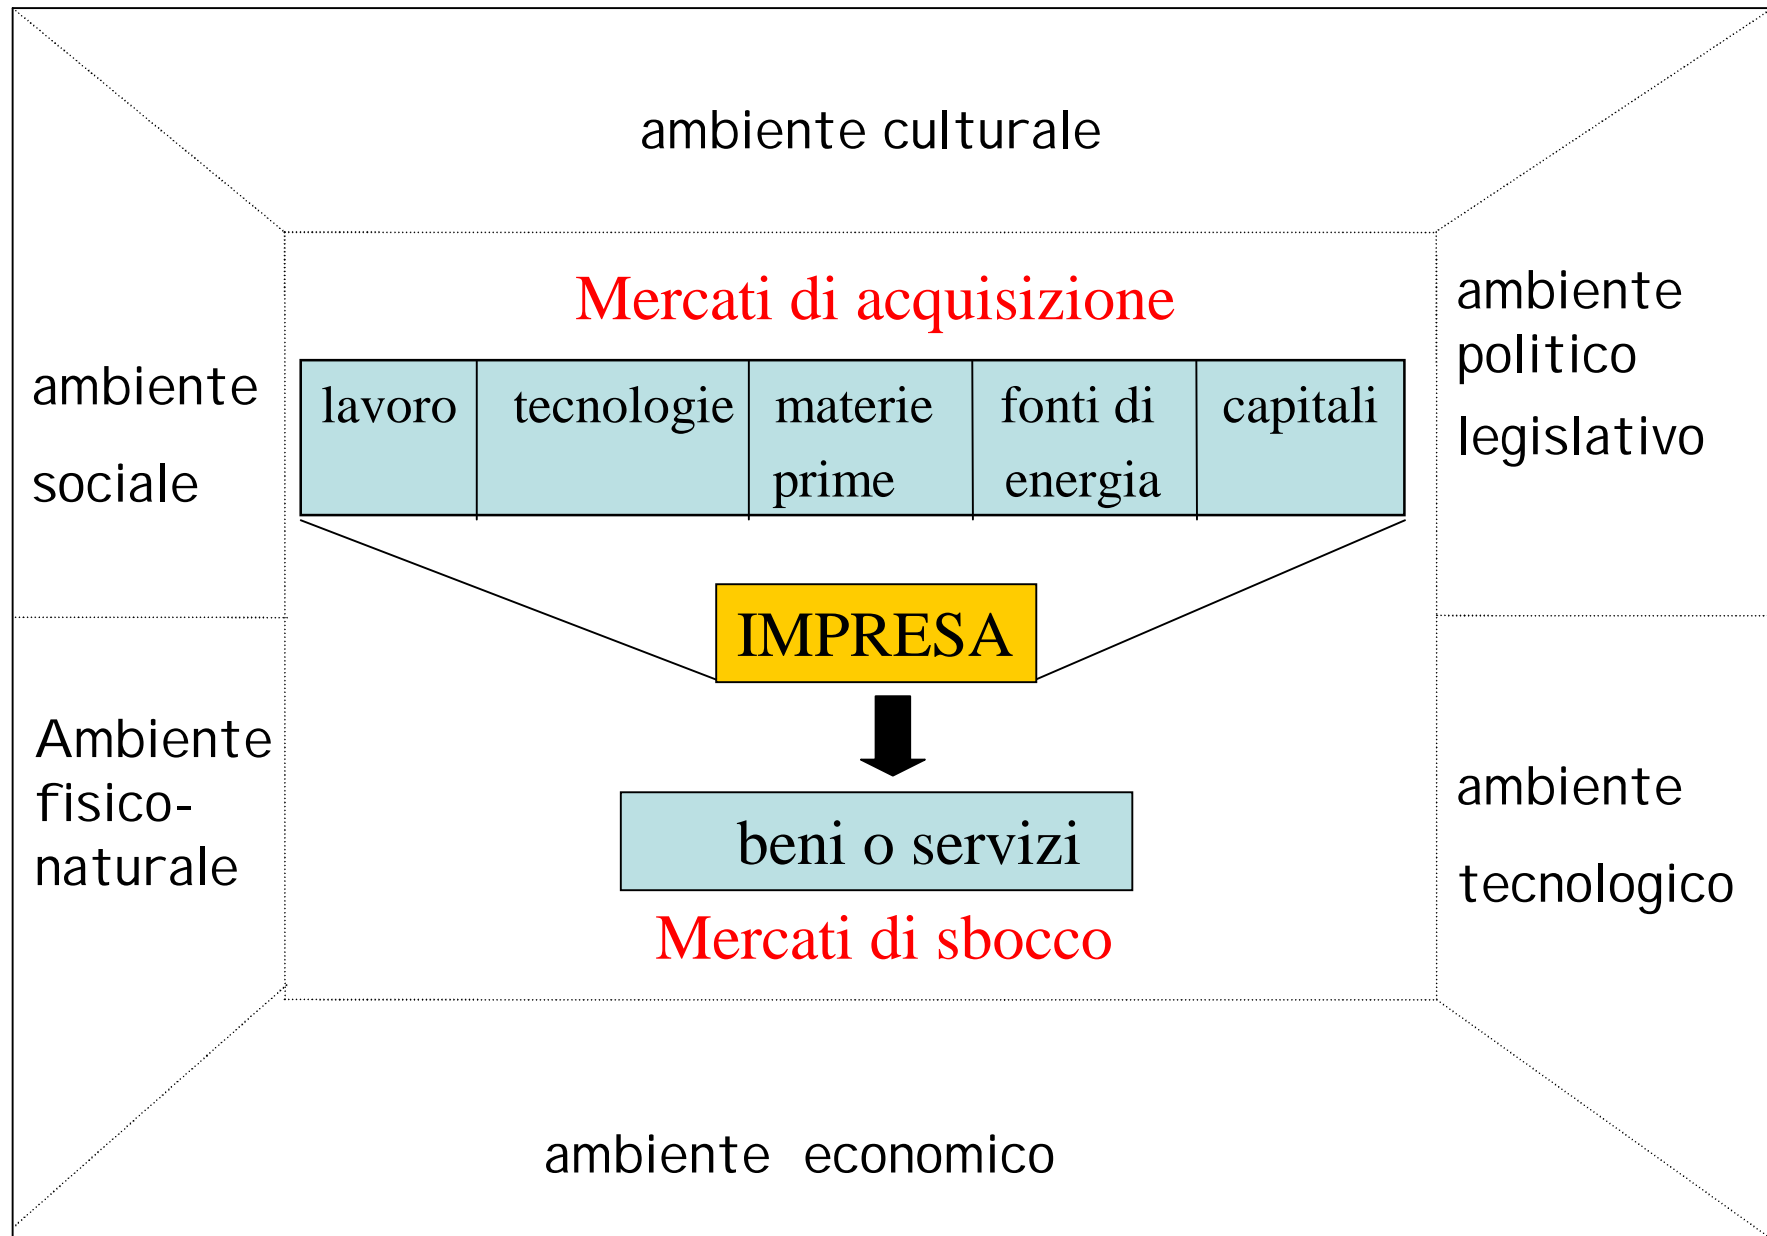 ambiente culturale
Mercati di acquisizione
ambiente
politico
legislativo
ambiente
sociale
lavoro tecnologie materie fonti di capitali
prime energia
IMPRESA
Ambiente
fisico-
naturale
beni o servizi
Mercati di sbocco
ambiente
tecnologico
ambiente economico